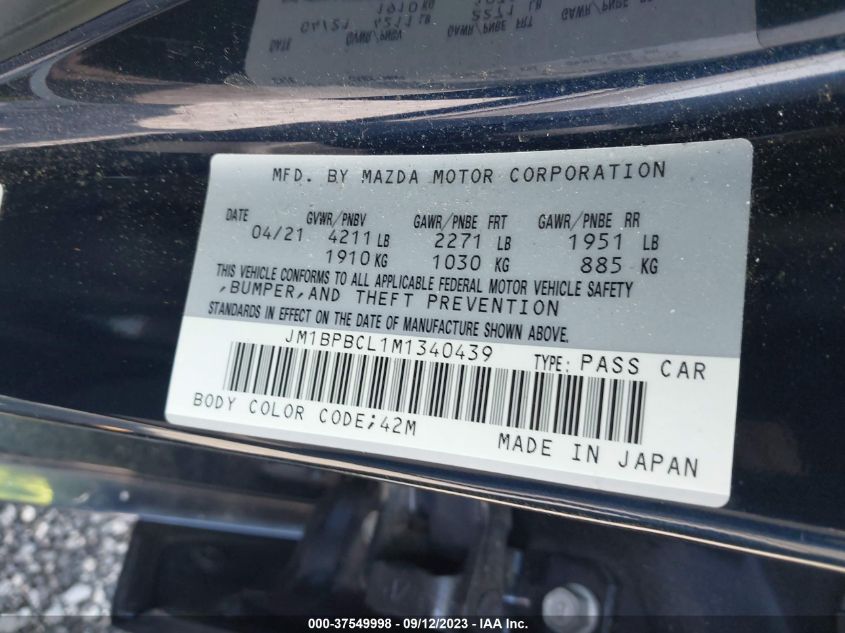 MFD. BY MAZDA MOTOR CORPORATION
DATE GVWR/PNBV GAWR/PNBE FRT GAWR/PNBE RR
04/21 4211 LB 2271 LB 1951 LB
1910 KG 1030 KG 885 KG
THIS VEHICLE CONFORMS TO ALL APPLICABLE FEDERAL MOTOR VEHICLE SAFETY
,BUMPER,AND THEFT PREVENTION
STANDARDS IN EFFECT ON THE DATE OF MANUFACTURE SHOWN ABOVE.
JM1BPBCL1M1340439 TYPE: PASS CAR
BODY COLOR CODE;42M
MADE IN JAPAN
000-37549998 - 09/12/2023 - IAA Inc.